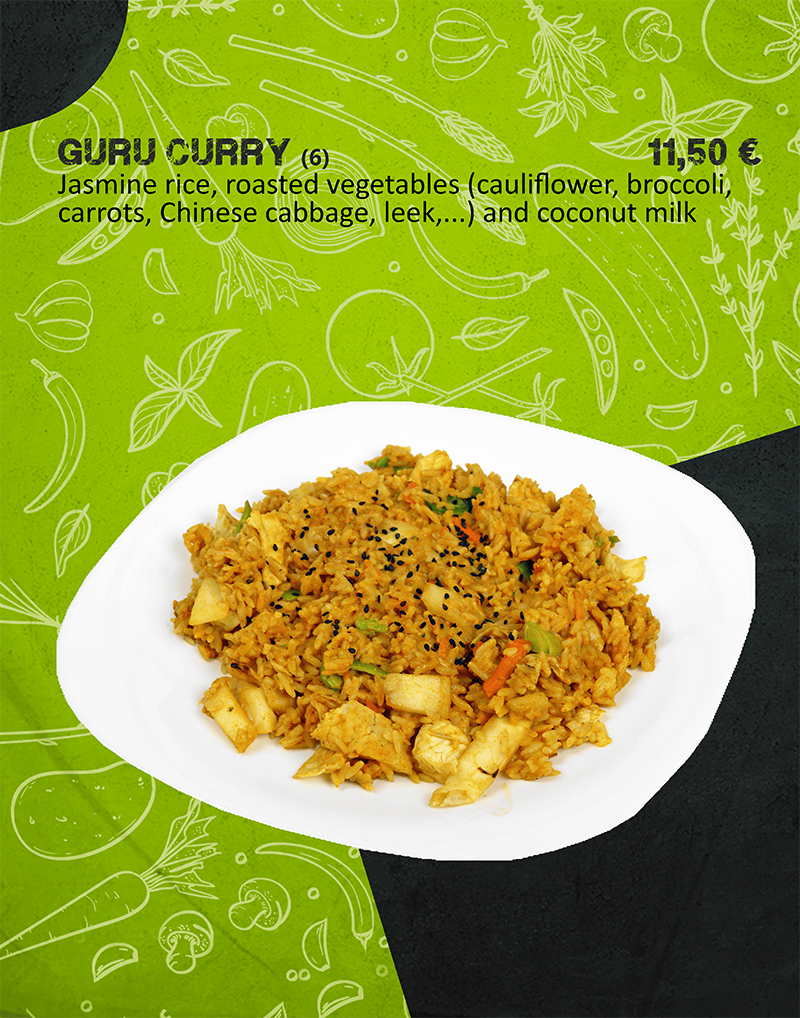 GURU CURRY (6) 11,50 €
Jasmine rice, roasted vegetables (cauliflower, broccoli,
carrots, Chinese cabbage, leek,...) and coconut milk